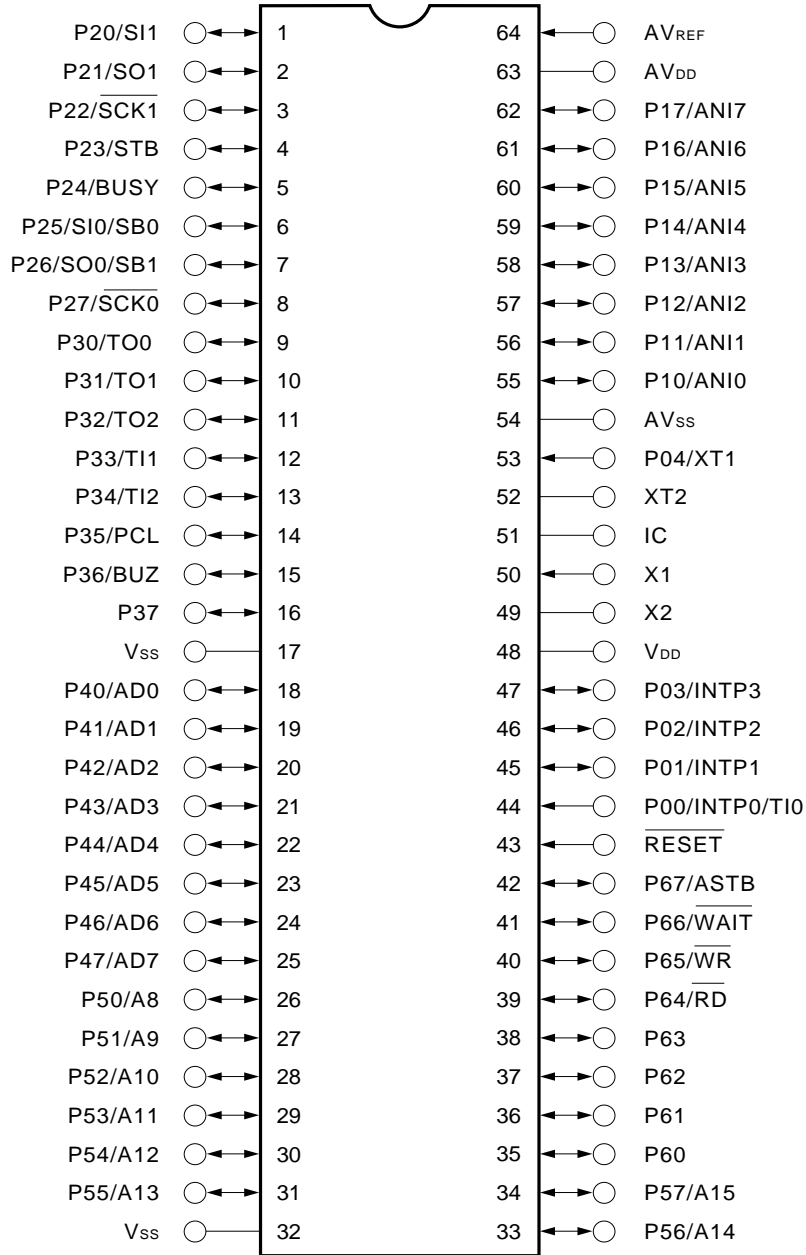 P20/SI1 1 64 AVREF
P21/SO1 2 63 AVDD
P22/SCK1 3 62 P17/ANI7
P23/STB 4 61 P16/ANI6
P24/BUSY 5 60 P15/ANI5
P25/SI0/SB0 6 59 P14/ANI4
P26/SO0/SB1 7 58 P13/ANI3
P27/SCK0 8 57 P12/ANI2
P30/TO0 9 56 P11/ANI1
P31/TO1 10 55 P10/ANI0
P32/TO2 11 54 AVss
P33/TI1 12 53 P04/XT1
P34/TI2 13 52 XT2
P35/PCL 14 51 IC
P36/BUZ 15 50 X1
P37 16 49 X2
Vss 17 48 VDD
P40/AD0 18 47 P03/INTP3
P41/AD1 19 46 P02/INTP2
P42/AD2 20 45 P01/INTP1
P43/AD3 21 44 P00/INTP0/TI0
P44/AD4 22 43 RESET
P45/AD5 23 42 P67/ASTB
P46/AD6 24 41 P66/WAIT
P47/AD7 25 40 P65/WR
P50/A8 26 39 P64/RD
P51/A9 27 38 P63
P52/A10 28 37 P62
P53/A11 29 36 P61
P54/A12 30 35 P60
P55/A13 31 34 P57/A15
Vss 32 33 P56/A14